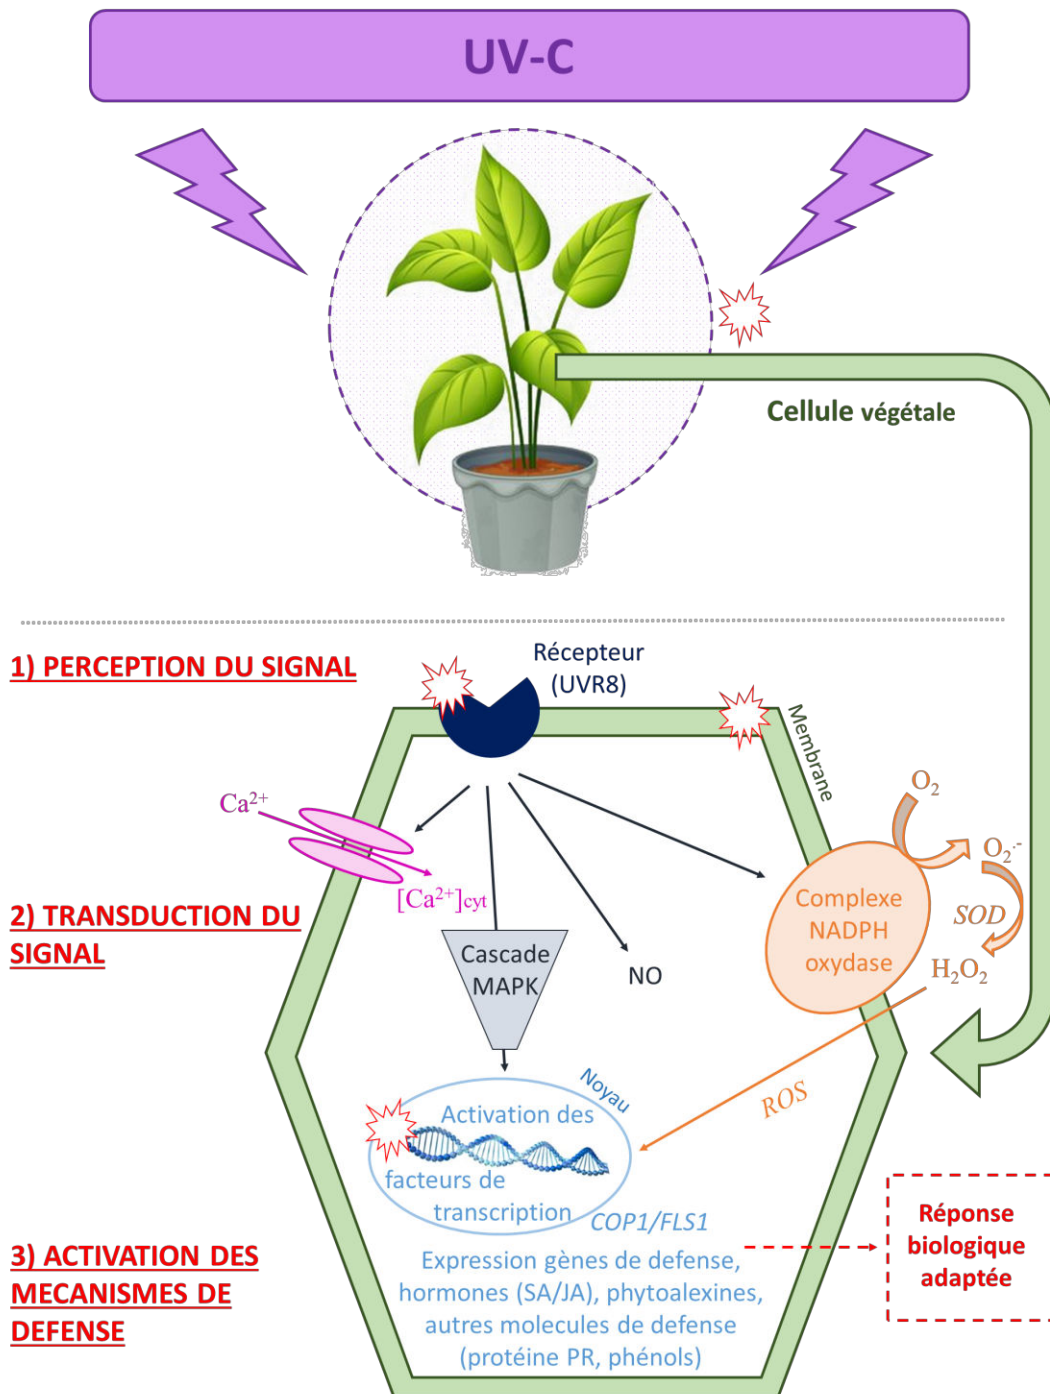 UV-C
Cellule végétale
1) PERCEPTION DU SIGNAL
Récepteur
(UVR8)
Membrane
Ca²⁺
[Ca²⁺]cyt
O₂
O₂·⁻
SOD
H₂O₂
Complexe
NADPH
oxydase
2) TRANSDUCTION DU
SIGNAL
Cascade
MAPK
NO
ROS
Noyau
Activation des
facteurs de
transcription
COP1/FLS1
3) ACTIVATION DES
MECANISMES DE
DEFENSE
Expression gènes de defense,
hormones (SA/JA), phytoalexines,
autres molecules de defense
(protéine PR, phénols)
Réponse
biologique
adaptée